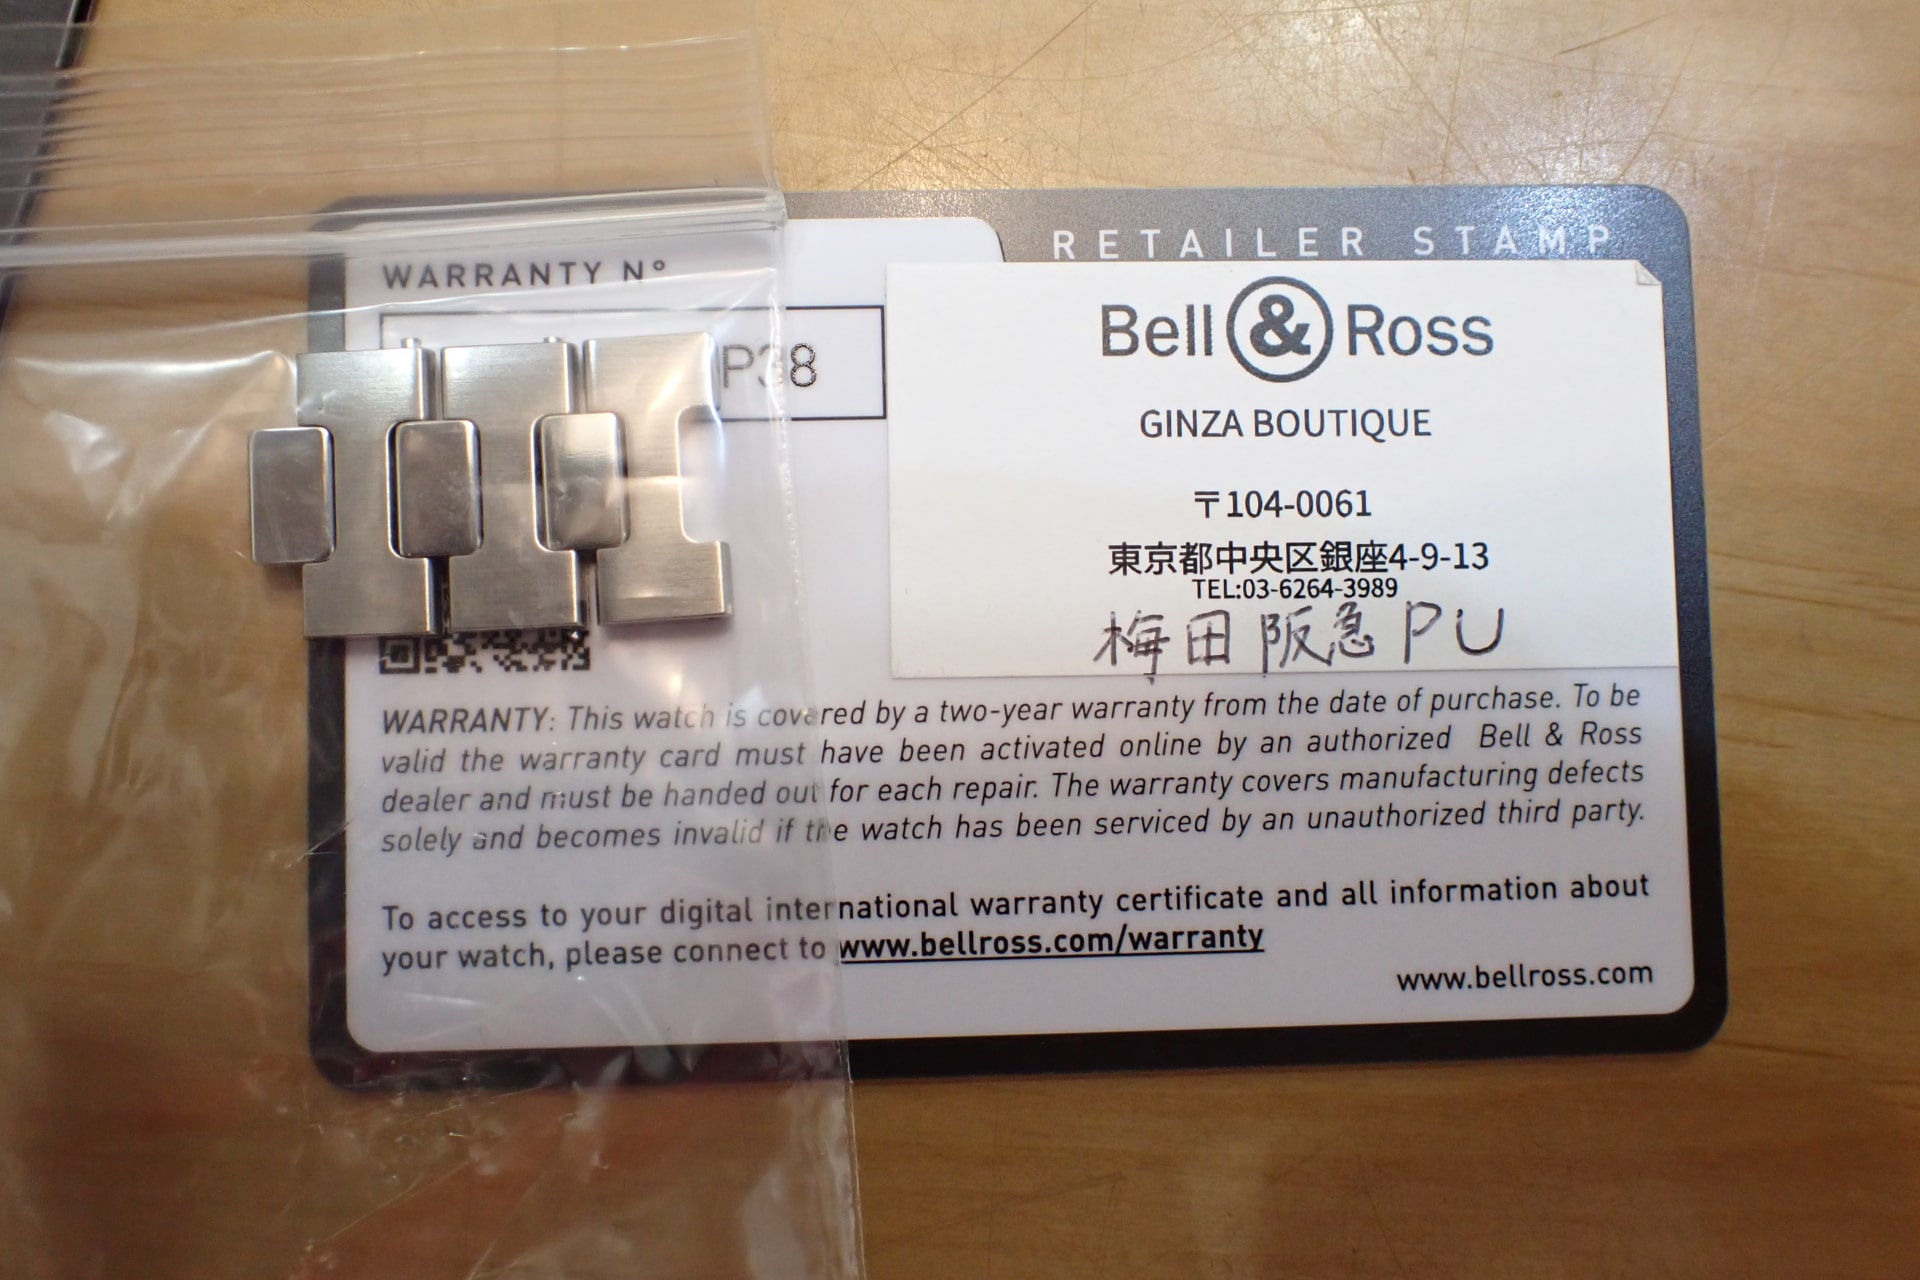 RETAILER STAMP
WARRANTY N°
P38
Bell & Ross
GINZA BOUTIQUE
〒104-0061
東京都中央区銀座4-9-13
TEL:03-6264-3989
梅田阪急PU
WARRANTY: This watch is covered by a two-year warranty from the date of purchase. To be
valid the warranty card must have been activated online by an authorized Bell & Ross
dealer and must be handed out for each repair. The warranty covers manufacturing defects
solely and becomes invalid if the watch has been serviced by an unauthorized third party.
To access to your digital international warranty certificate and all information about
your watch, please connect to www.bellross.com/warranty
www.bellross.com